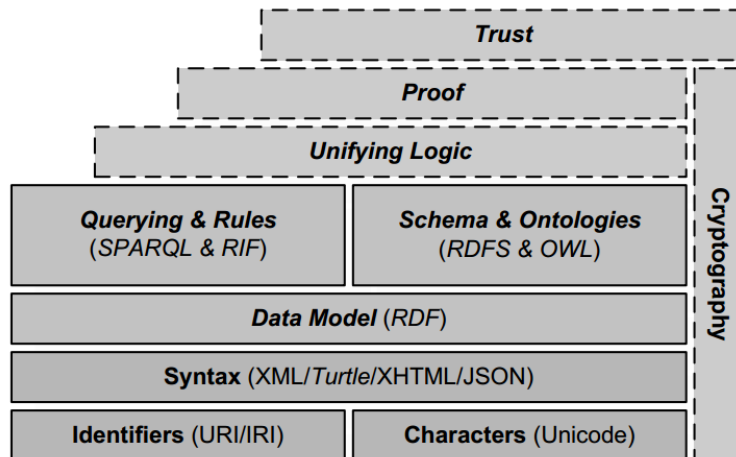 Trust
Proof
Unifying Logic
Querying & Rules
(SPARQL & RIF)
Schema & Ontologies
(RDFS & OWL)
Cryptography
Data Model (RDF)
Syntax (XML/Turtle/XHTML/JSON)
Identifiers (URI/IRI)
Characters (Unicode)